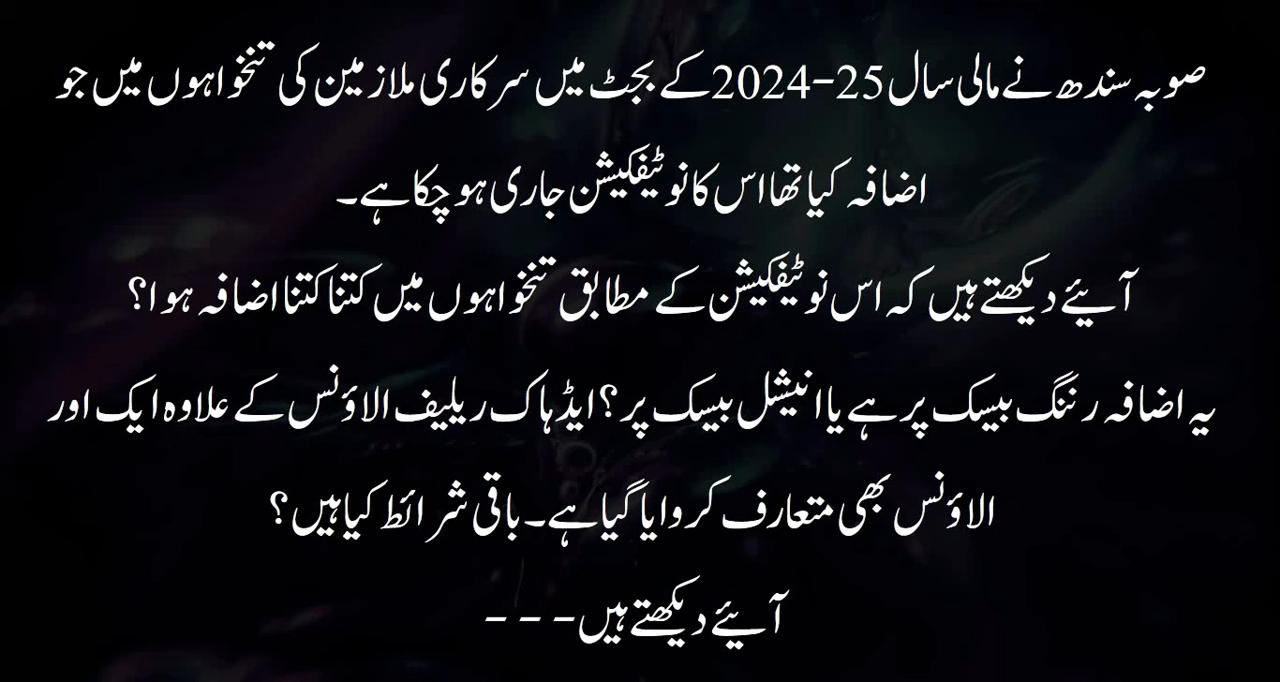 صوبہ سندھ نے مالی سال 25-2024 کے بجٹ میں سرکاری ملازمین کی تنخواہوں میں جو
اضافہ کیا تھا اس کا نوٹیفکیشن جاری ہو چکا ہے۔
آیئے دیکھتے ہیں کہ اس نوٹیفکیشن کے مطابق تنخواہوں میں کتنا کتنا اضافہ ہوا؟
یہ اضافہ رننگ بیسک پر ہے یا انیشل بیسک پر؟ ایڈہاک ریلیف الاؤنس کے علاوہ ایک اور
الاؤنس بھی متعارف کروایا گیا ہے۔ باقی شرائط کیا ہیں؟
آیئے دیکھتے ہیں- - -